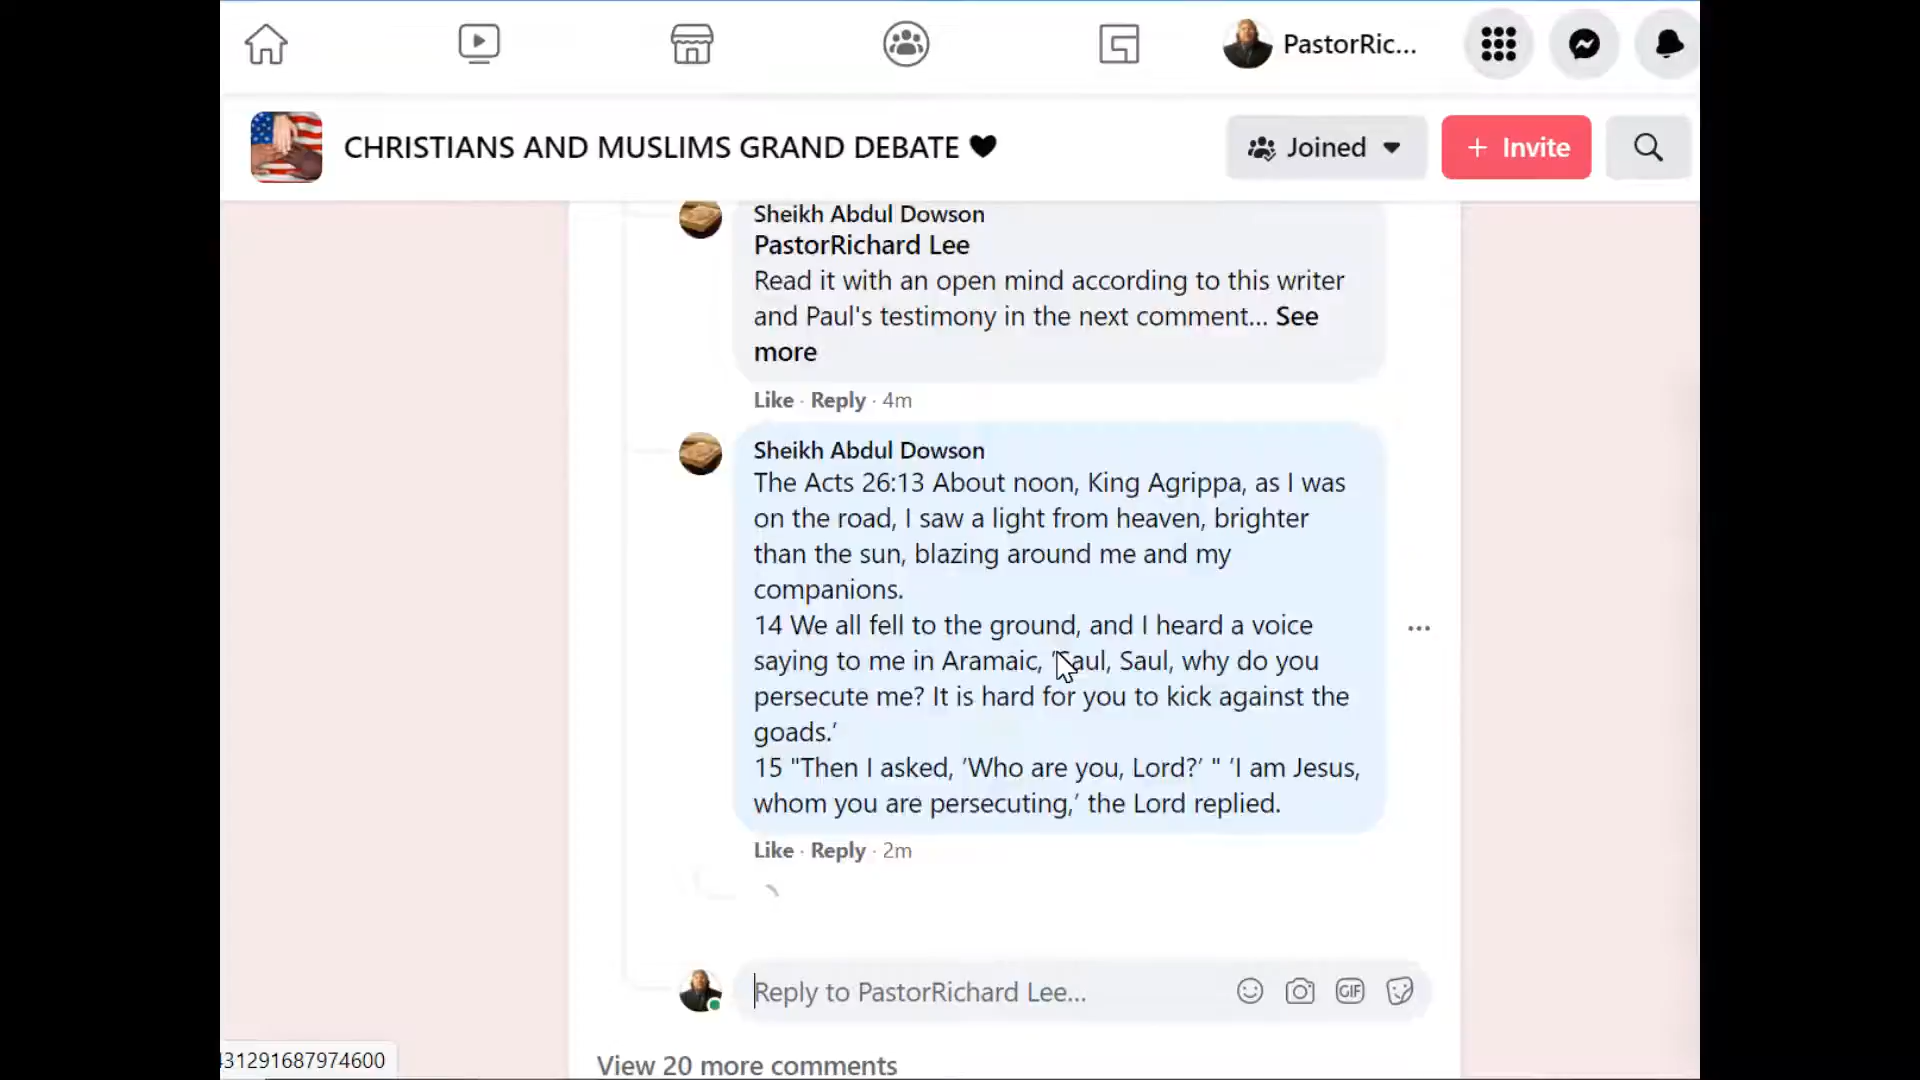 PastorRic...
CHRISTIANS AND MUSLIMS GRAND DEBATE
Joined
+ Invite
Sheikh Abdul Dowson
PastorRichard Lee
Read it with an open mind according to this writer
and Paul's testimony in the next comment... See
more
Like · Reply · 4m
Sheikh Abdul Dowson
The Acts 26:13 About noon, King Agrippa, as I was
on the road, I saw a light from heaven, brighter
than the sun, blazing around me and my
companions.
14 We all fell to the ground, and I heard a voice
saying to me in Aramaic, ‘Saul, Saul, why do you
persecute me? It is hard for you to kick against the
goads.’
15 "Then I asked, ‘Who are you, Lord?’ " ‘I am Jesus,
whom you are persecuting,’ the Lord replied.
Like · Reply · 2m
Reply to PastorRichard Lee...
GIF
View 20 more comments
431291687974600